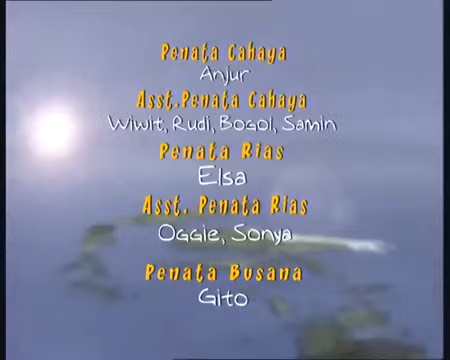 Penata Cahaya
Anjur
Asst.Penata Cahaya
Wiwit, Rudi, Bogol, Samin
Penata Rias
Elsa
Asst. Penata Rias
Oggie, Sonya
Penata Busana
Gito